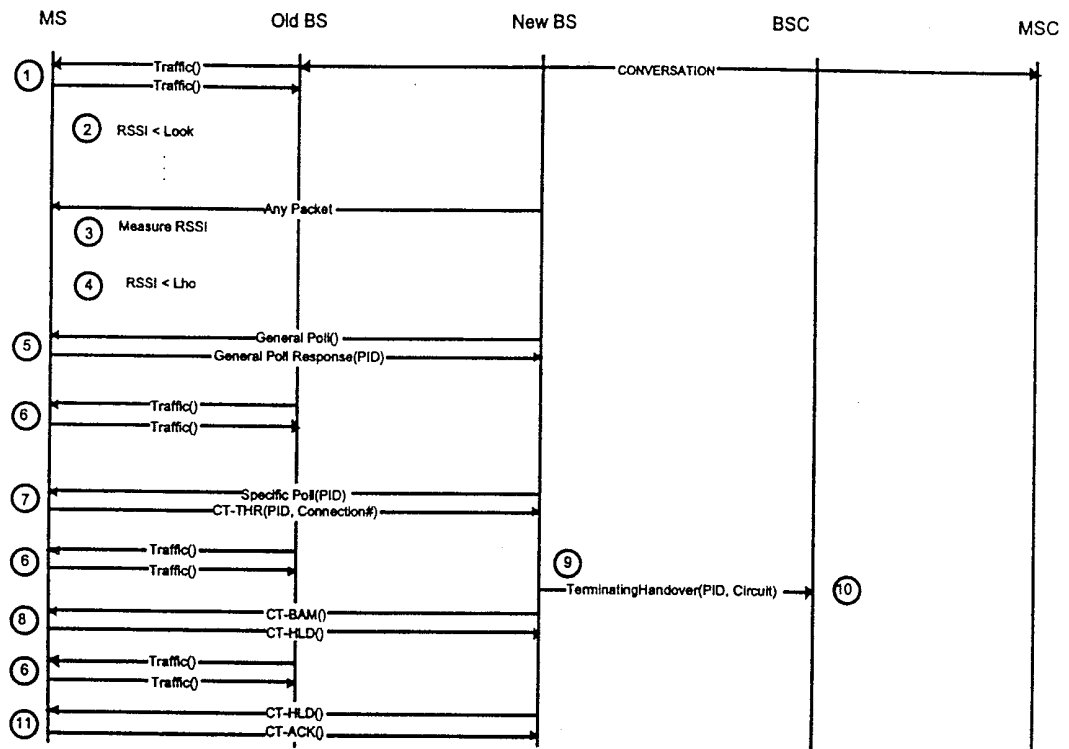 MS Old BS New BS BSC MSC
1 Traffic() CONVERSATION
Traffic()
2 RSSI < Look
Any Packet
3 Measure RSSI
4 RSSI < Lho
General Poll()
5 General Poll Response(PID)
Traffic()
6 Traffic()
Specific Poll(PID)
7 CT-THR(PID, Connection#)
Traffic() 9
6 Traffic()
TerminatingHandover(PID, Circuit) 10
CT-BAM()
8 CT-HLD()
Traffic()
6 Traffic()
CT-HLD()
11 CT-ACK()